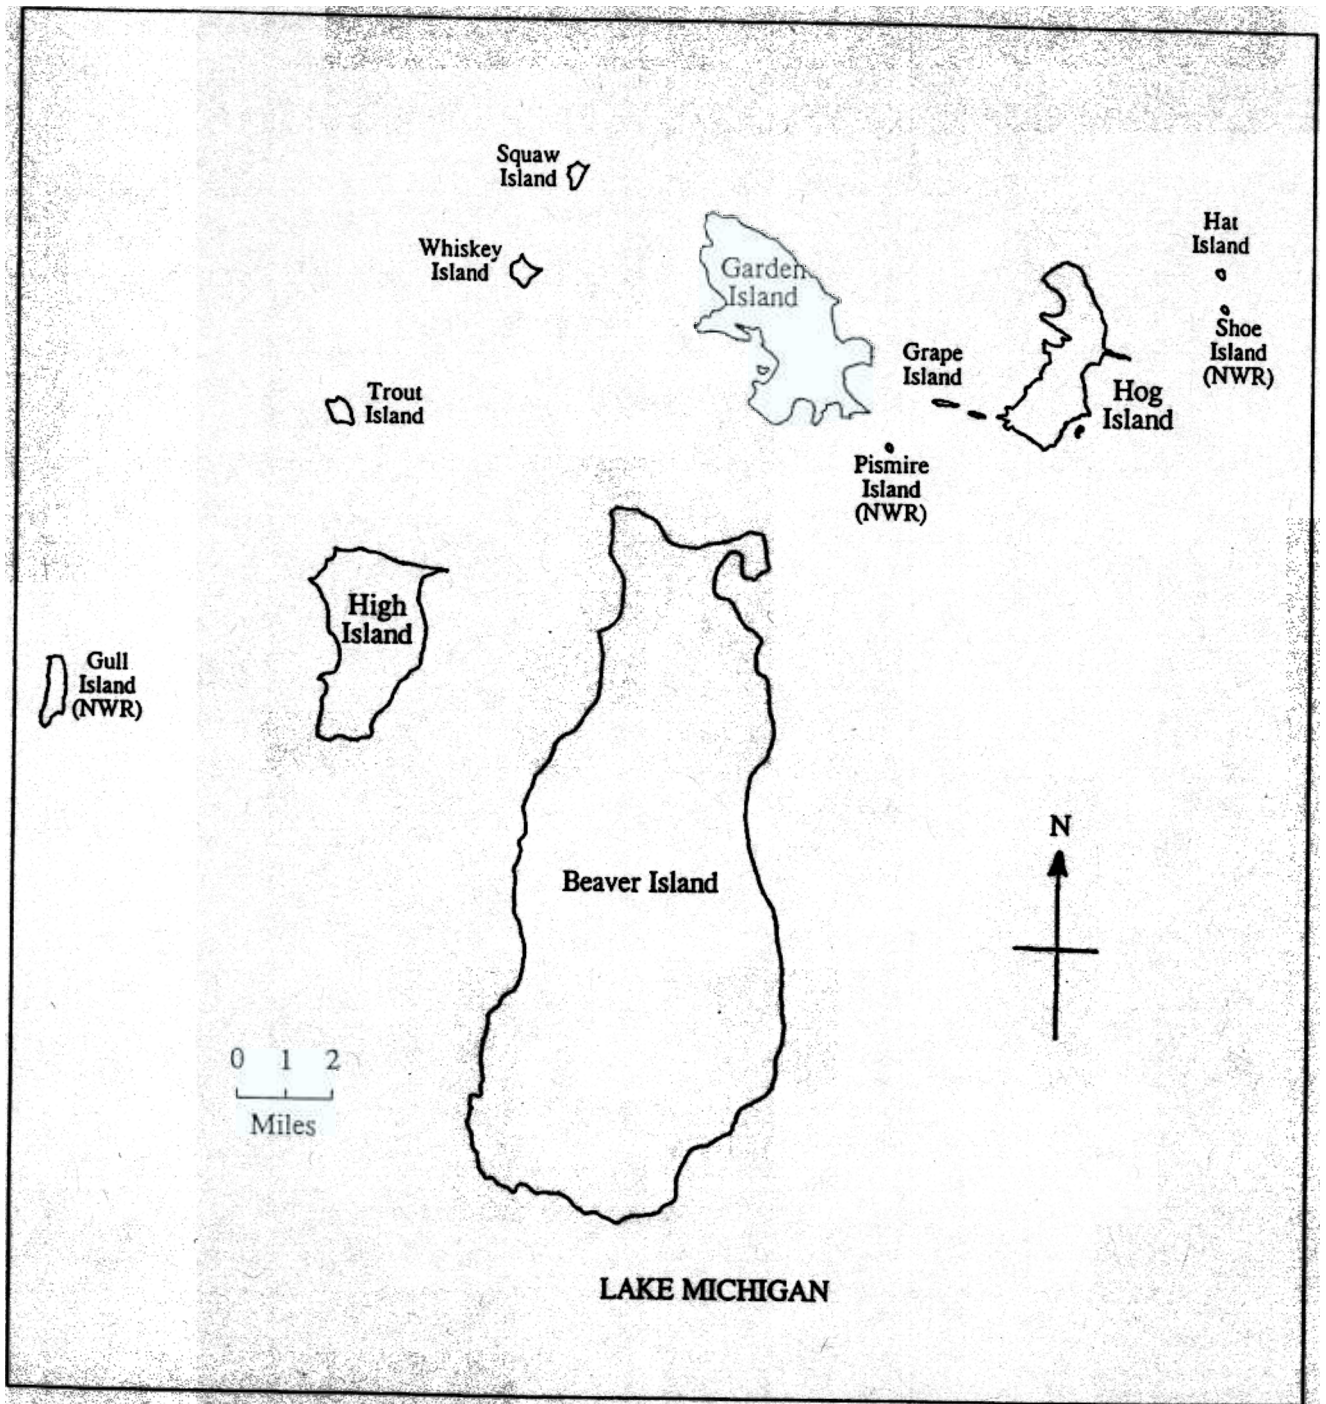 Squaw
Island
Whiskey
Island
Garden
Island
Hat
Island
Shoe
Island
(NWR)
Grape
Island
Hog
Island
Trout
Island
Pismire
Island
(NWR)
High
Island
Gull
Island
(NWR)
N
Beaver Island
0 1 2
Miles
LAKE MICHIGAN